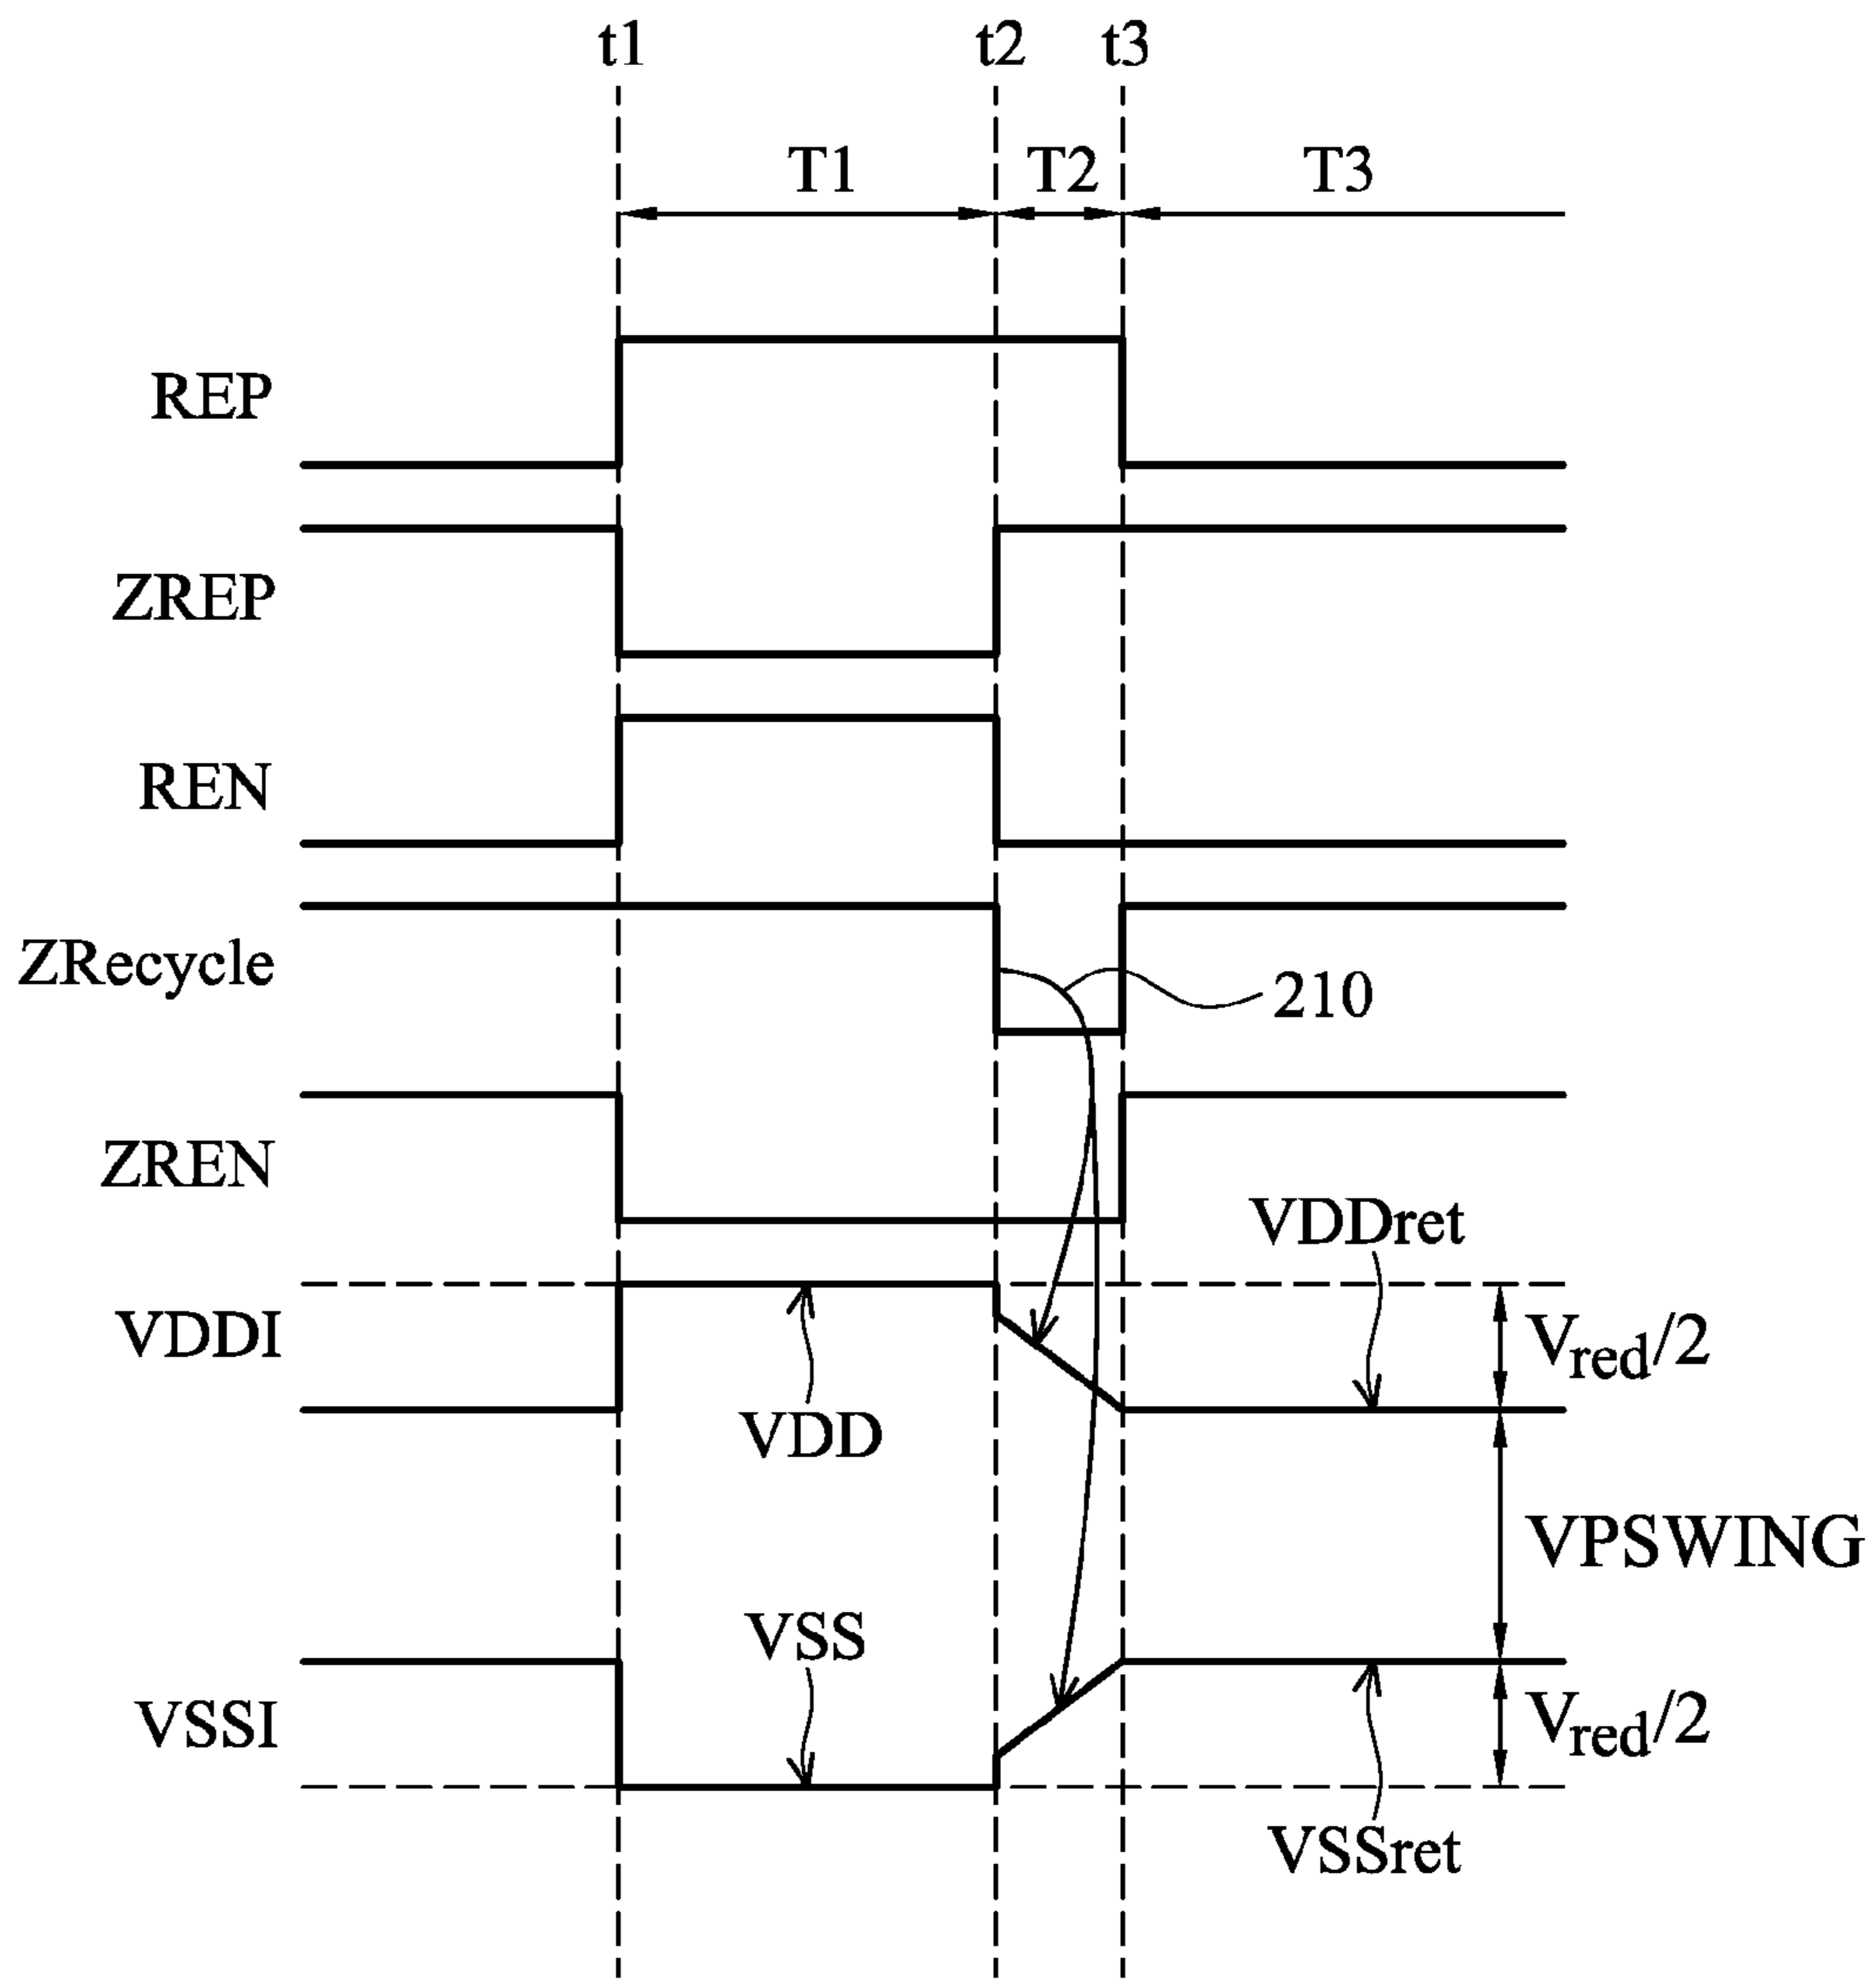 t1 t2 t3
T1 T2 T3
REP
ZREP
REN
ZRecycle
210
ZREN
VDDret
VDDI
Vred/2
VDD
VPSWING
VSS
VSSI
Vred/2
VSSret